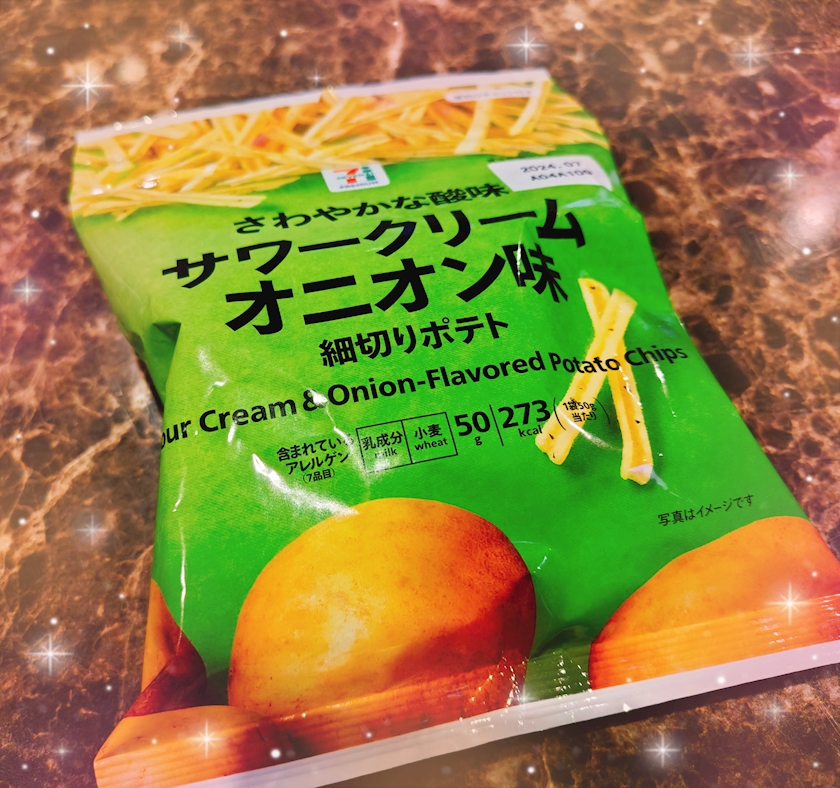 2024.07
A04A109
さわやかな酸味
サワークリーム
オニオン味
細切りポテト
our Cream & Onion-Flavored Potato Chips
含まれている
アレルゲン
(7品目)
乳成分
milk
小麦
wheat
50
g
273
kcal
(1袋50g
当たり)
写真はイメージです